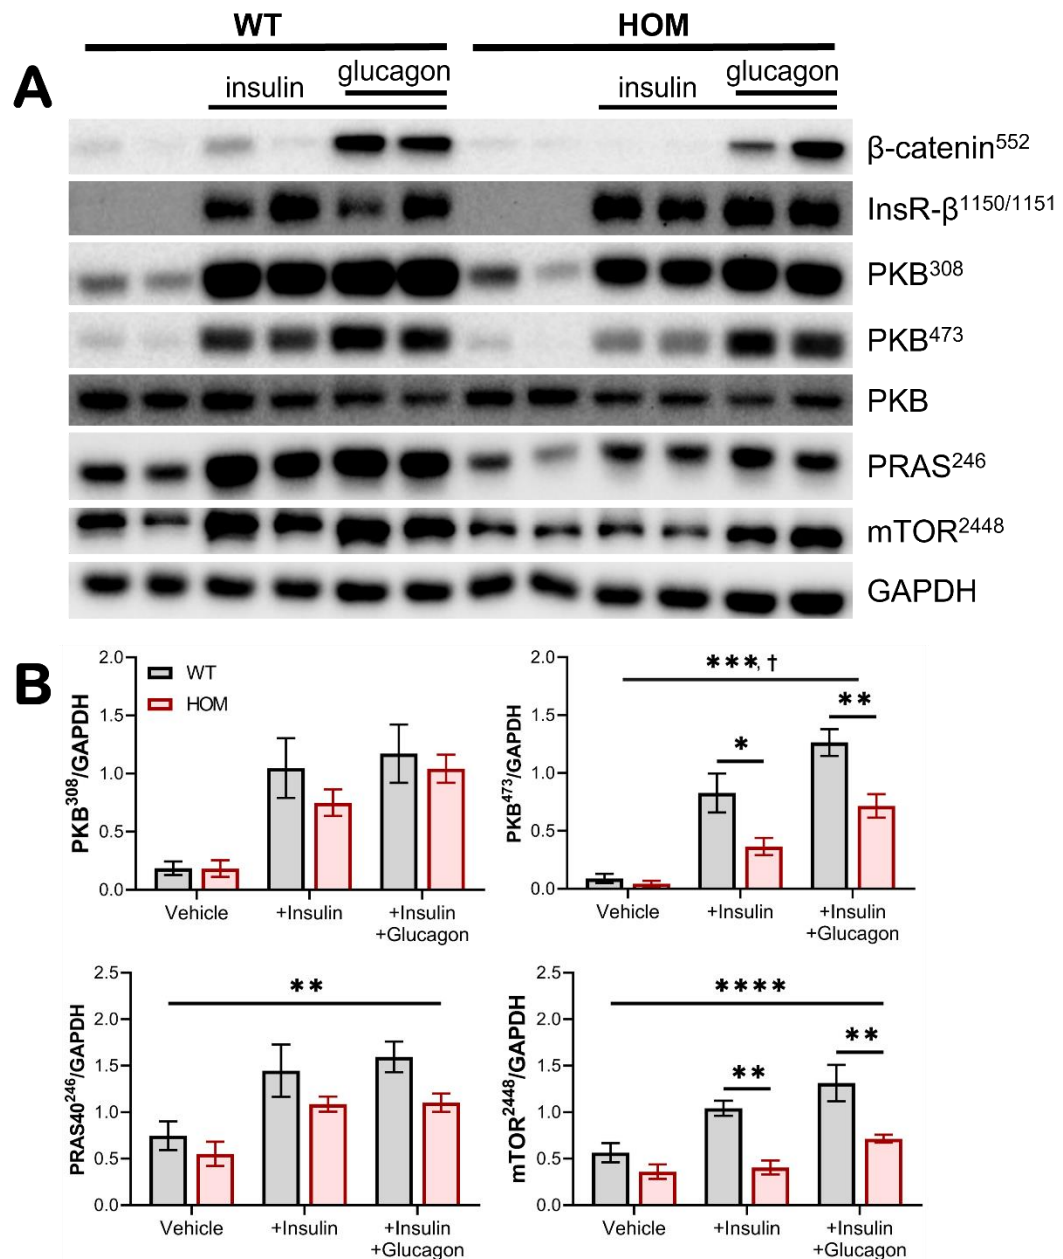 WT HOM
A
insulin glucagon insulin glucagon
β-catenin552
InsR-β1150/1151
PKB308
PKB473
PKB
PRAS246
mTOR2448
GAPDH
B
PKB308/GAPDH
2.0
1.5
1.0
0.5
0.0
WT
HOM
Vehicle +Insulin +Insulin
+Glucagon
PKB473/GAPDH
2.0
1.5
1.0
0.5
0.0
***, †
*
**
Vehicle +Insulin +Insulin
+Glucagon
PRAS40246/GAPDH
2.5
2.0
1.5
1.0
0.5
0.0
**
Vehicle +Insulin +Insulin
+Glucagon
mTOR2448/GAPDH
2.5
2.0
1.5
1.0
0.5
0.0
****
**
**
Vehicle +Insulin +Insulin
+Glucagon